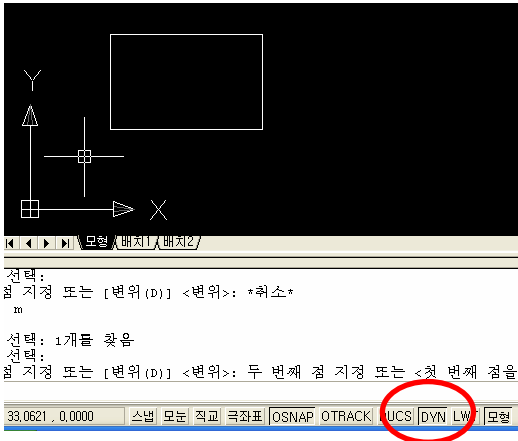 Y
X
모형 배치1 배치2
선택:
점 지정 또는 [변위(D)] <변위>: *취소*
m
선택: 1개를 찾음
선택:
점 지정 또는 [변위(D)] <변위>: 두 번째 점 지정 또는 <첫 번째 점을
33.0621 , 0.0000 스냅 모눈 직교 극좌표 OSNAP OTRACK DUCS DYN LW 모형